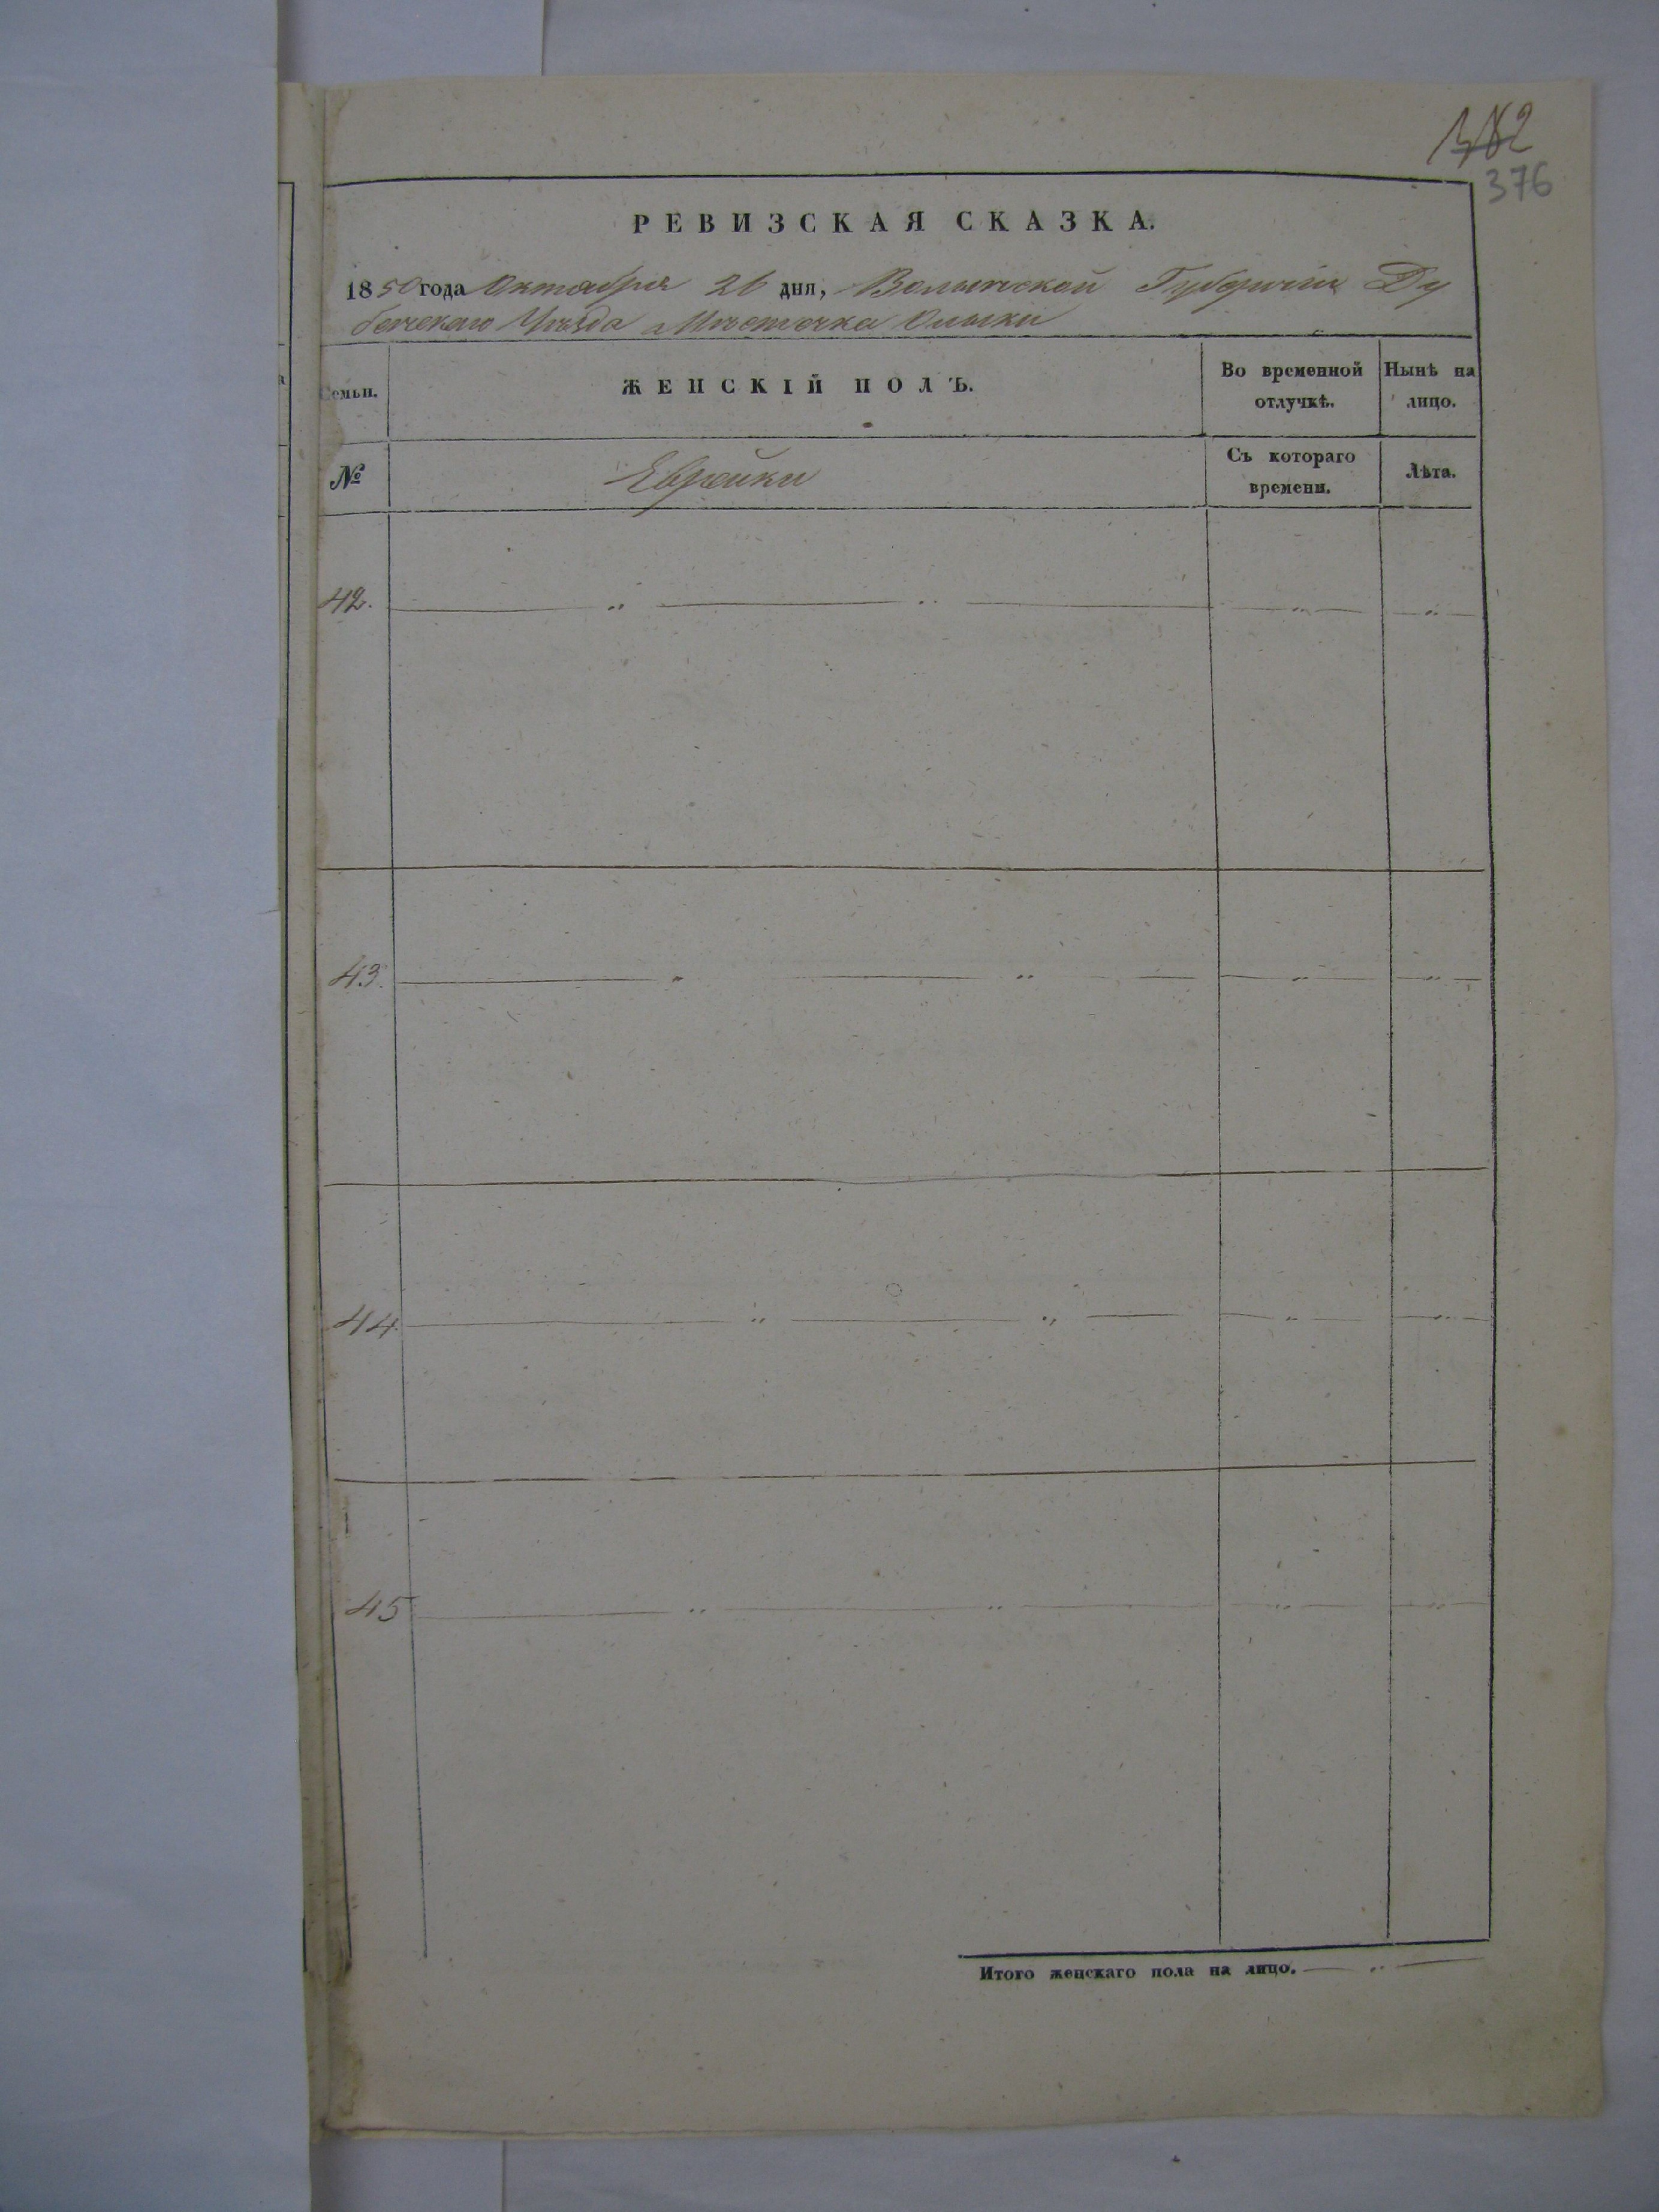 376
РЕВИЗСКАЯ СКАЗКА.
1850 года Октября 26 дня, Волынской Губерніи Ду
бенскаго Уѣзда Мѣстечка Олыки
Семьи. ЖЕНСКІЙ ПОЛЪ. Во временной отлучкѣ. Нынѣ на лицо.
№ Еврейки Съ котораго времени. Лѣта.
42. — „ — „ — „ — „
43. — „ — „ — „ — „
44. — „ — „ — „ — „
45 — „ — „ — „ — „
Итого женскаго пола на лицо. — „ —